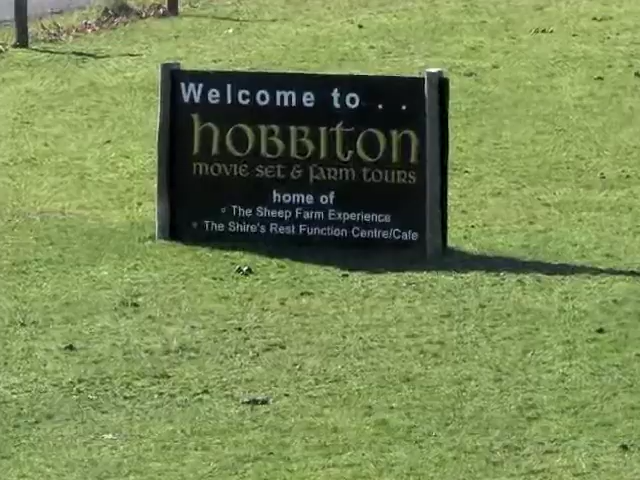 Welcome to . . .
HOBBITON
MOVIE SET & FARM TOURS
home of
◦ The Sheep Farm Experience
◦ The Shire's Rest Function Centre/Cafe